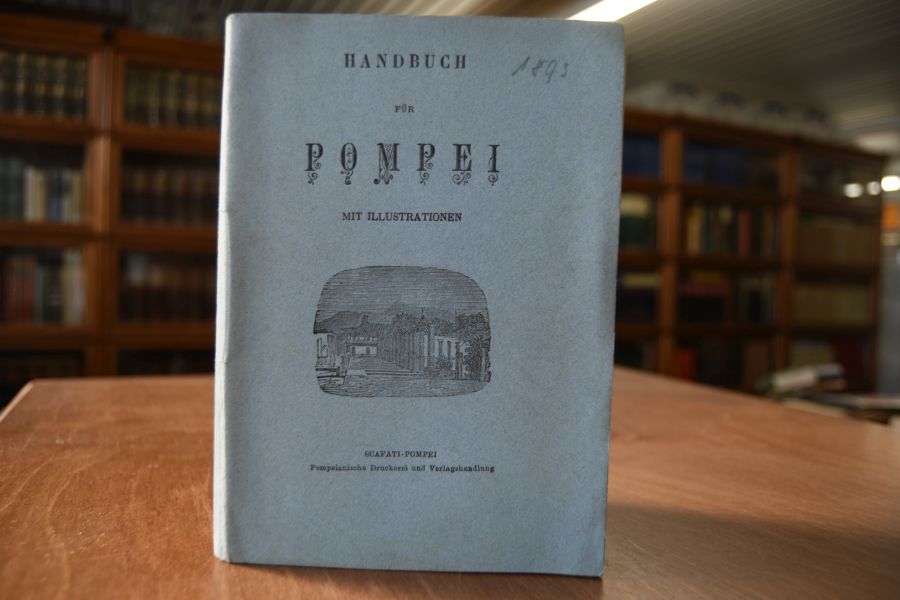 HANDBUCH
1893
FÜR
POMPEI
MIT ILLUSTRATIONEN
SCAFATI-POMPEI
Pompeianische Druckerei und Verlagshandlung